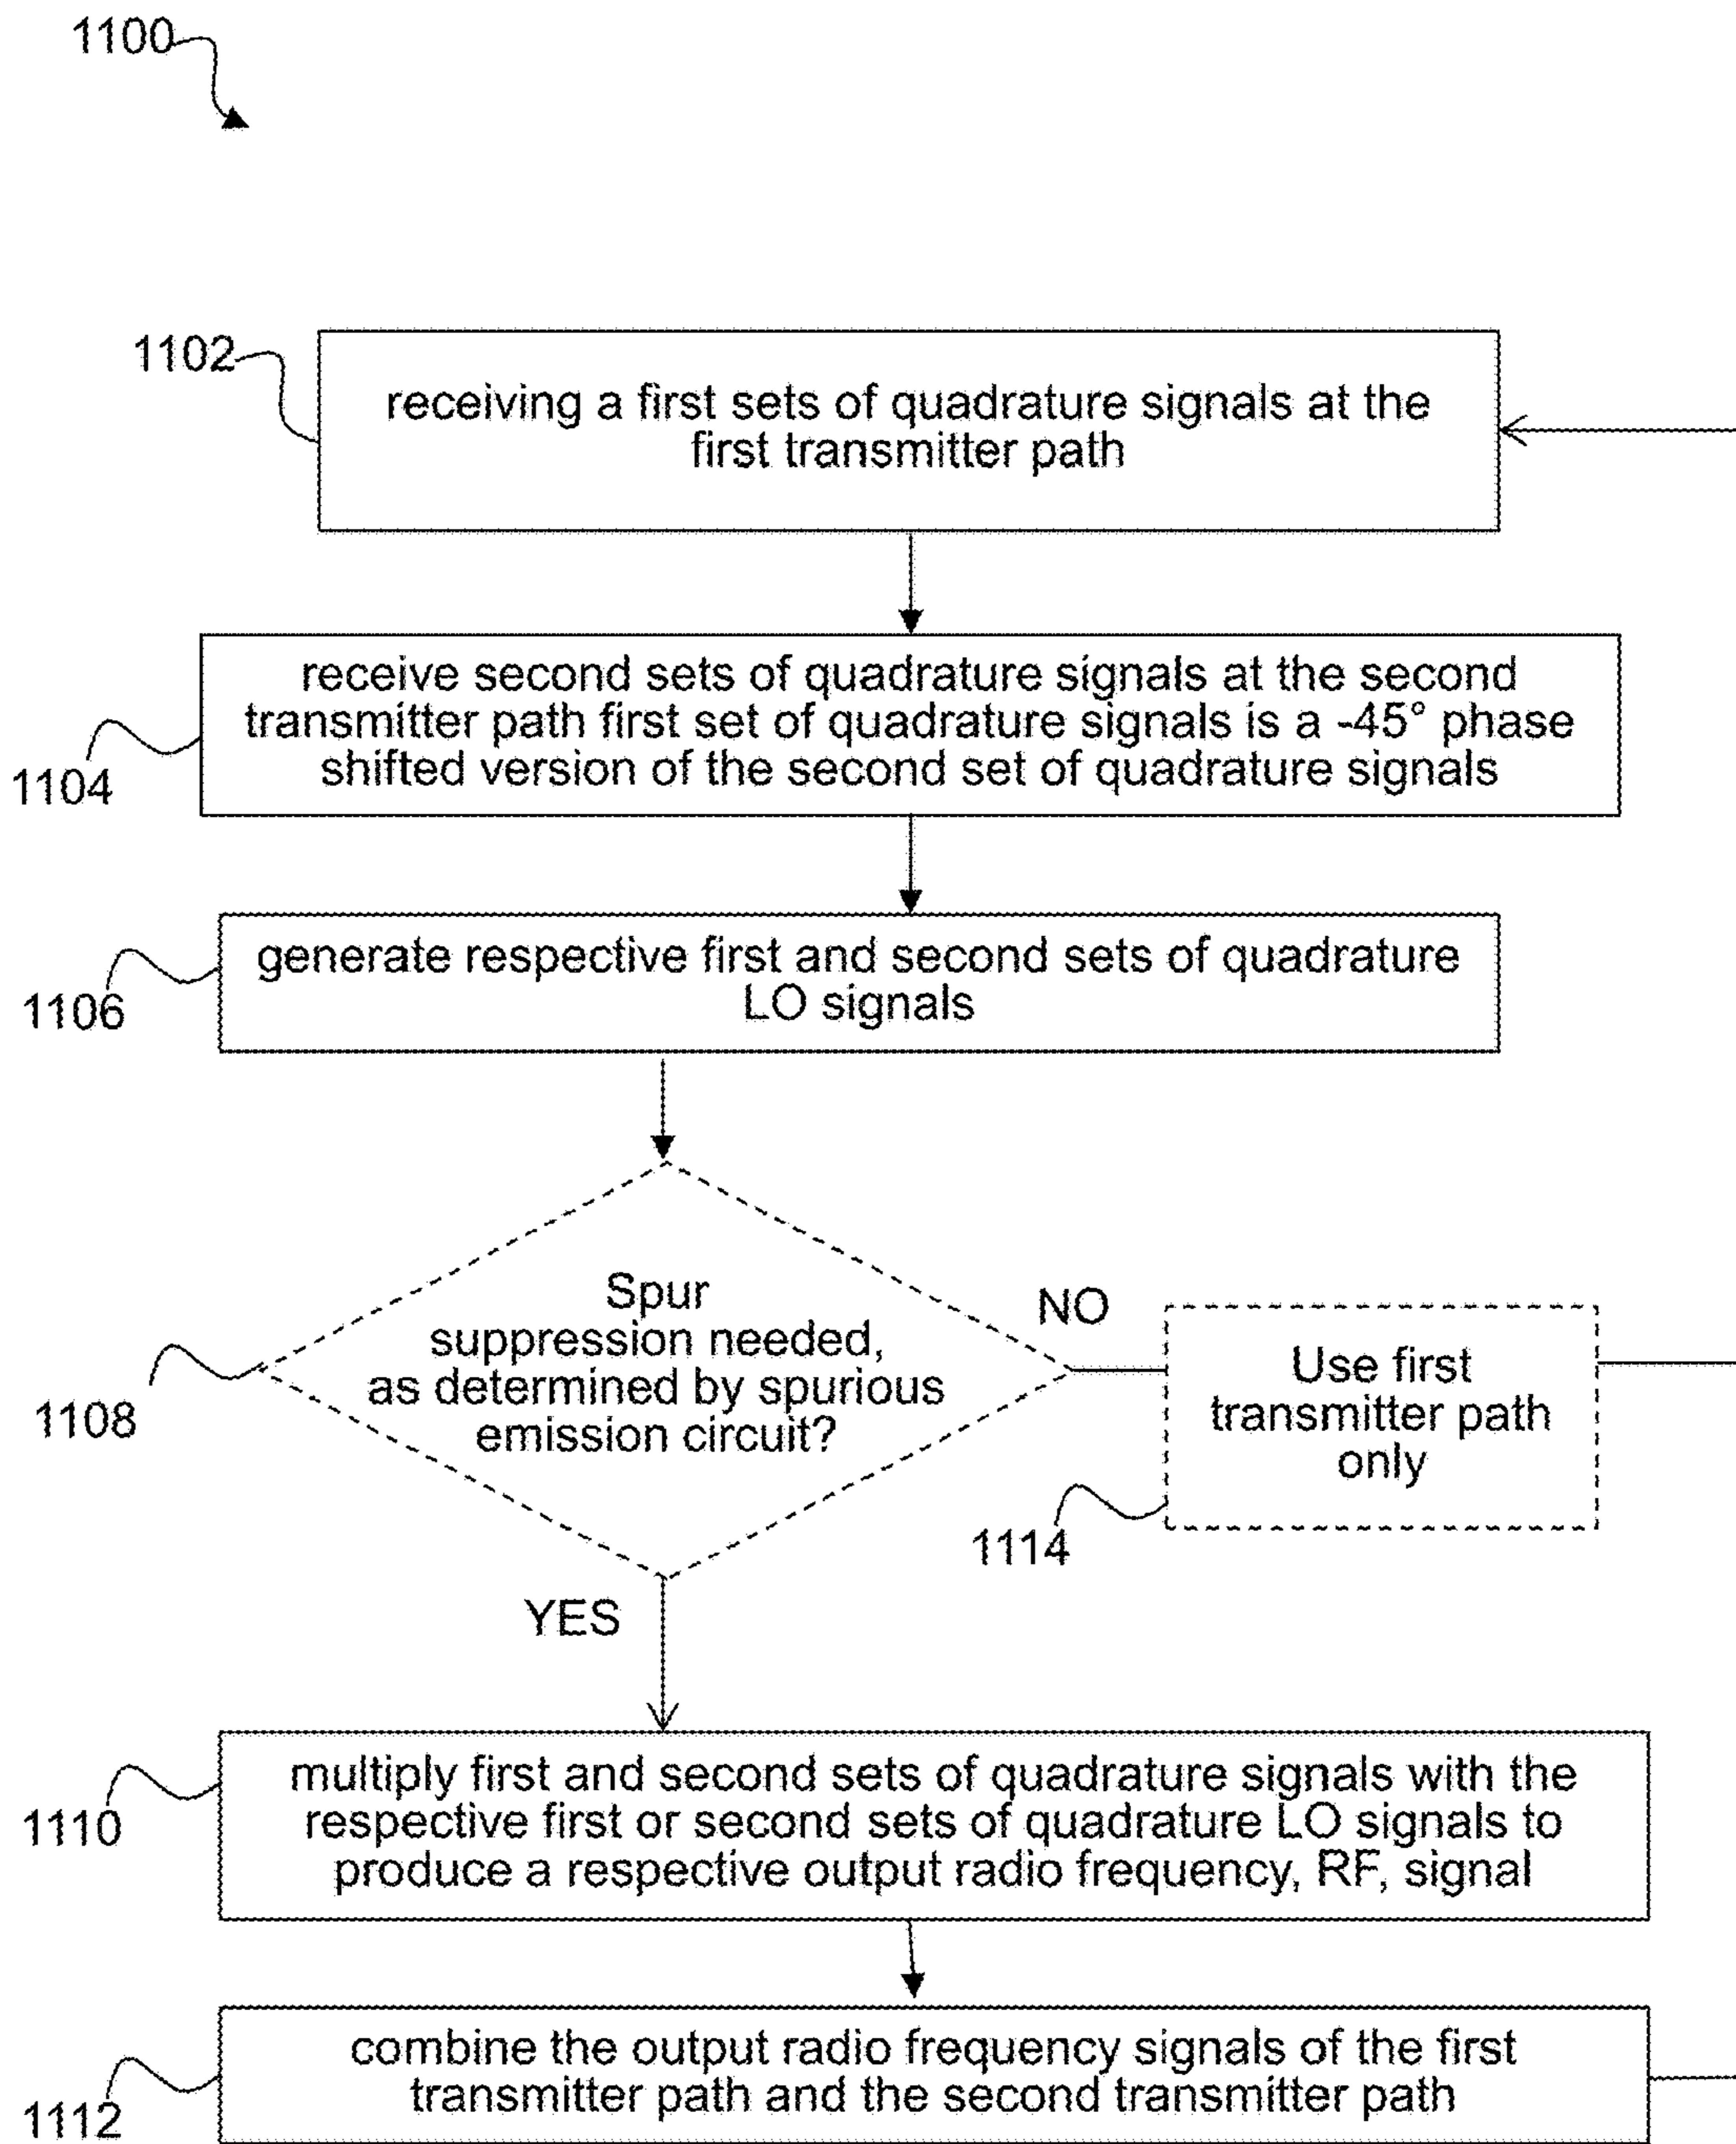 1100
1102
receiving a first sets of quadrature signals at the
first transmitter path
receive second sets of quadrature signals at the second
transmitter path first set of quadrature signals is a -45° phase
shifted version of the second set of quadrature signals
1104
generate respective first and second sets of quadrature
LO signals
1106
Spur
suppression needed,
as determined by spurious
emission circuit?
1108
NO
Use first
transmitter path
only
1114
YES
multiply first and second sets of quadrature signals with the
respective first or second sets of quadrature LO signals to
produce a respective output radio frequency, RF, signal
1110
combine the output radio frequency signals of the first
transmitter path and the second transmitter path
1112